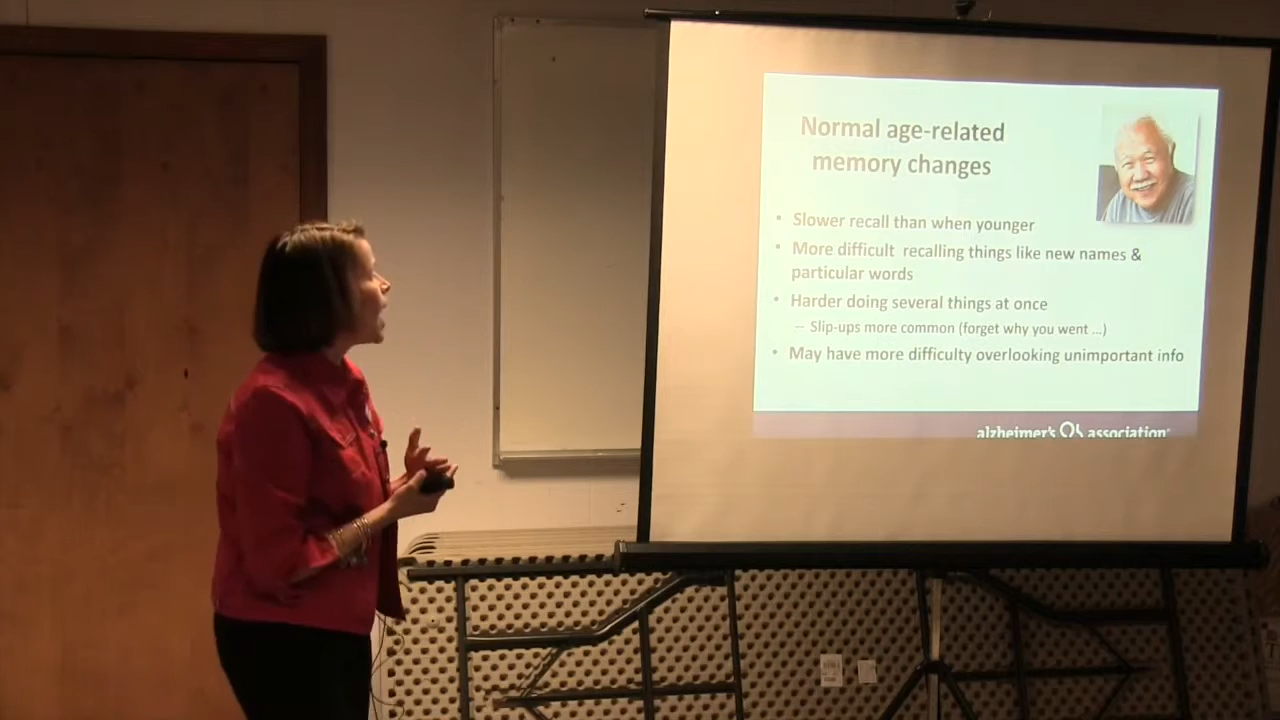 Normal age-related
memory changes
• Slower recall than when younger
• More difficult recalling things like new names &
particular words
• Harder doing several things at once
– Slip-ups more common (forget why you went ...)
• May have more difficulty overlooking unimportant info
alzheimer's association®